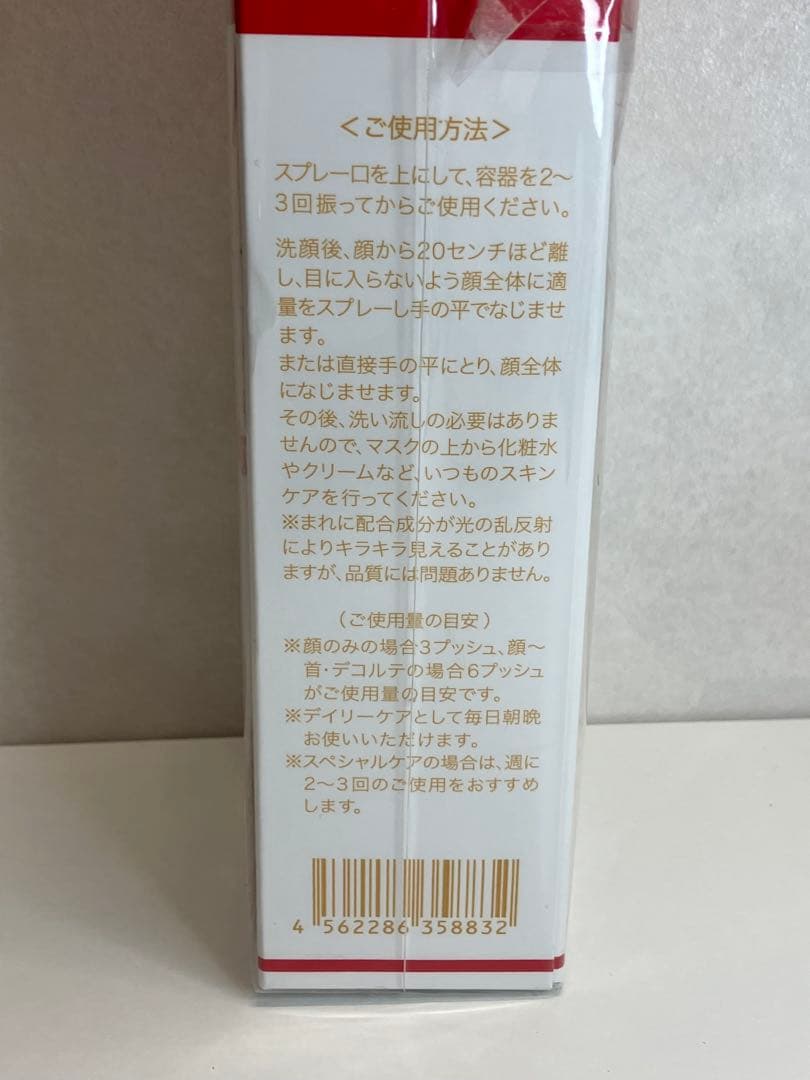 ＜ご使用方法＞
スプレー口を上にして、容器を2～
3回振ってからご使用ください。
洗顔後、顔から20センチほど離
し、目に入らないよう顔全体に適
量をスプレーし手の平でなじませ
ます。
または直接手の平にとり、顔全体
になじませます。
その後、洗い流しの必要はありま
せんので、マスクの上から化粧水
やクリームなど、いつものスキン
ケアを行ってください。
※まれに配合成分が光の乱反射
によりキラキラ見えることがあり
ますが、品質には問題ありません。
（ご使用量の目安）
※顔のみの場合3プッシュ、顔～
首・デコルテの場合6プッシュ
がご使用量の目安です。
※デイリーケアとして毎日朝晩
お使いいただけます。
※スペシャルケアの場合は、週に
2～3回のご使用をおすすめ
します。
4 562286 358832